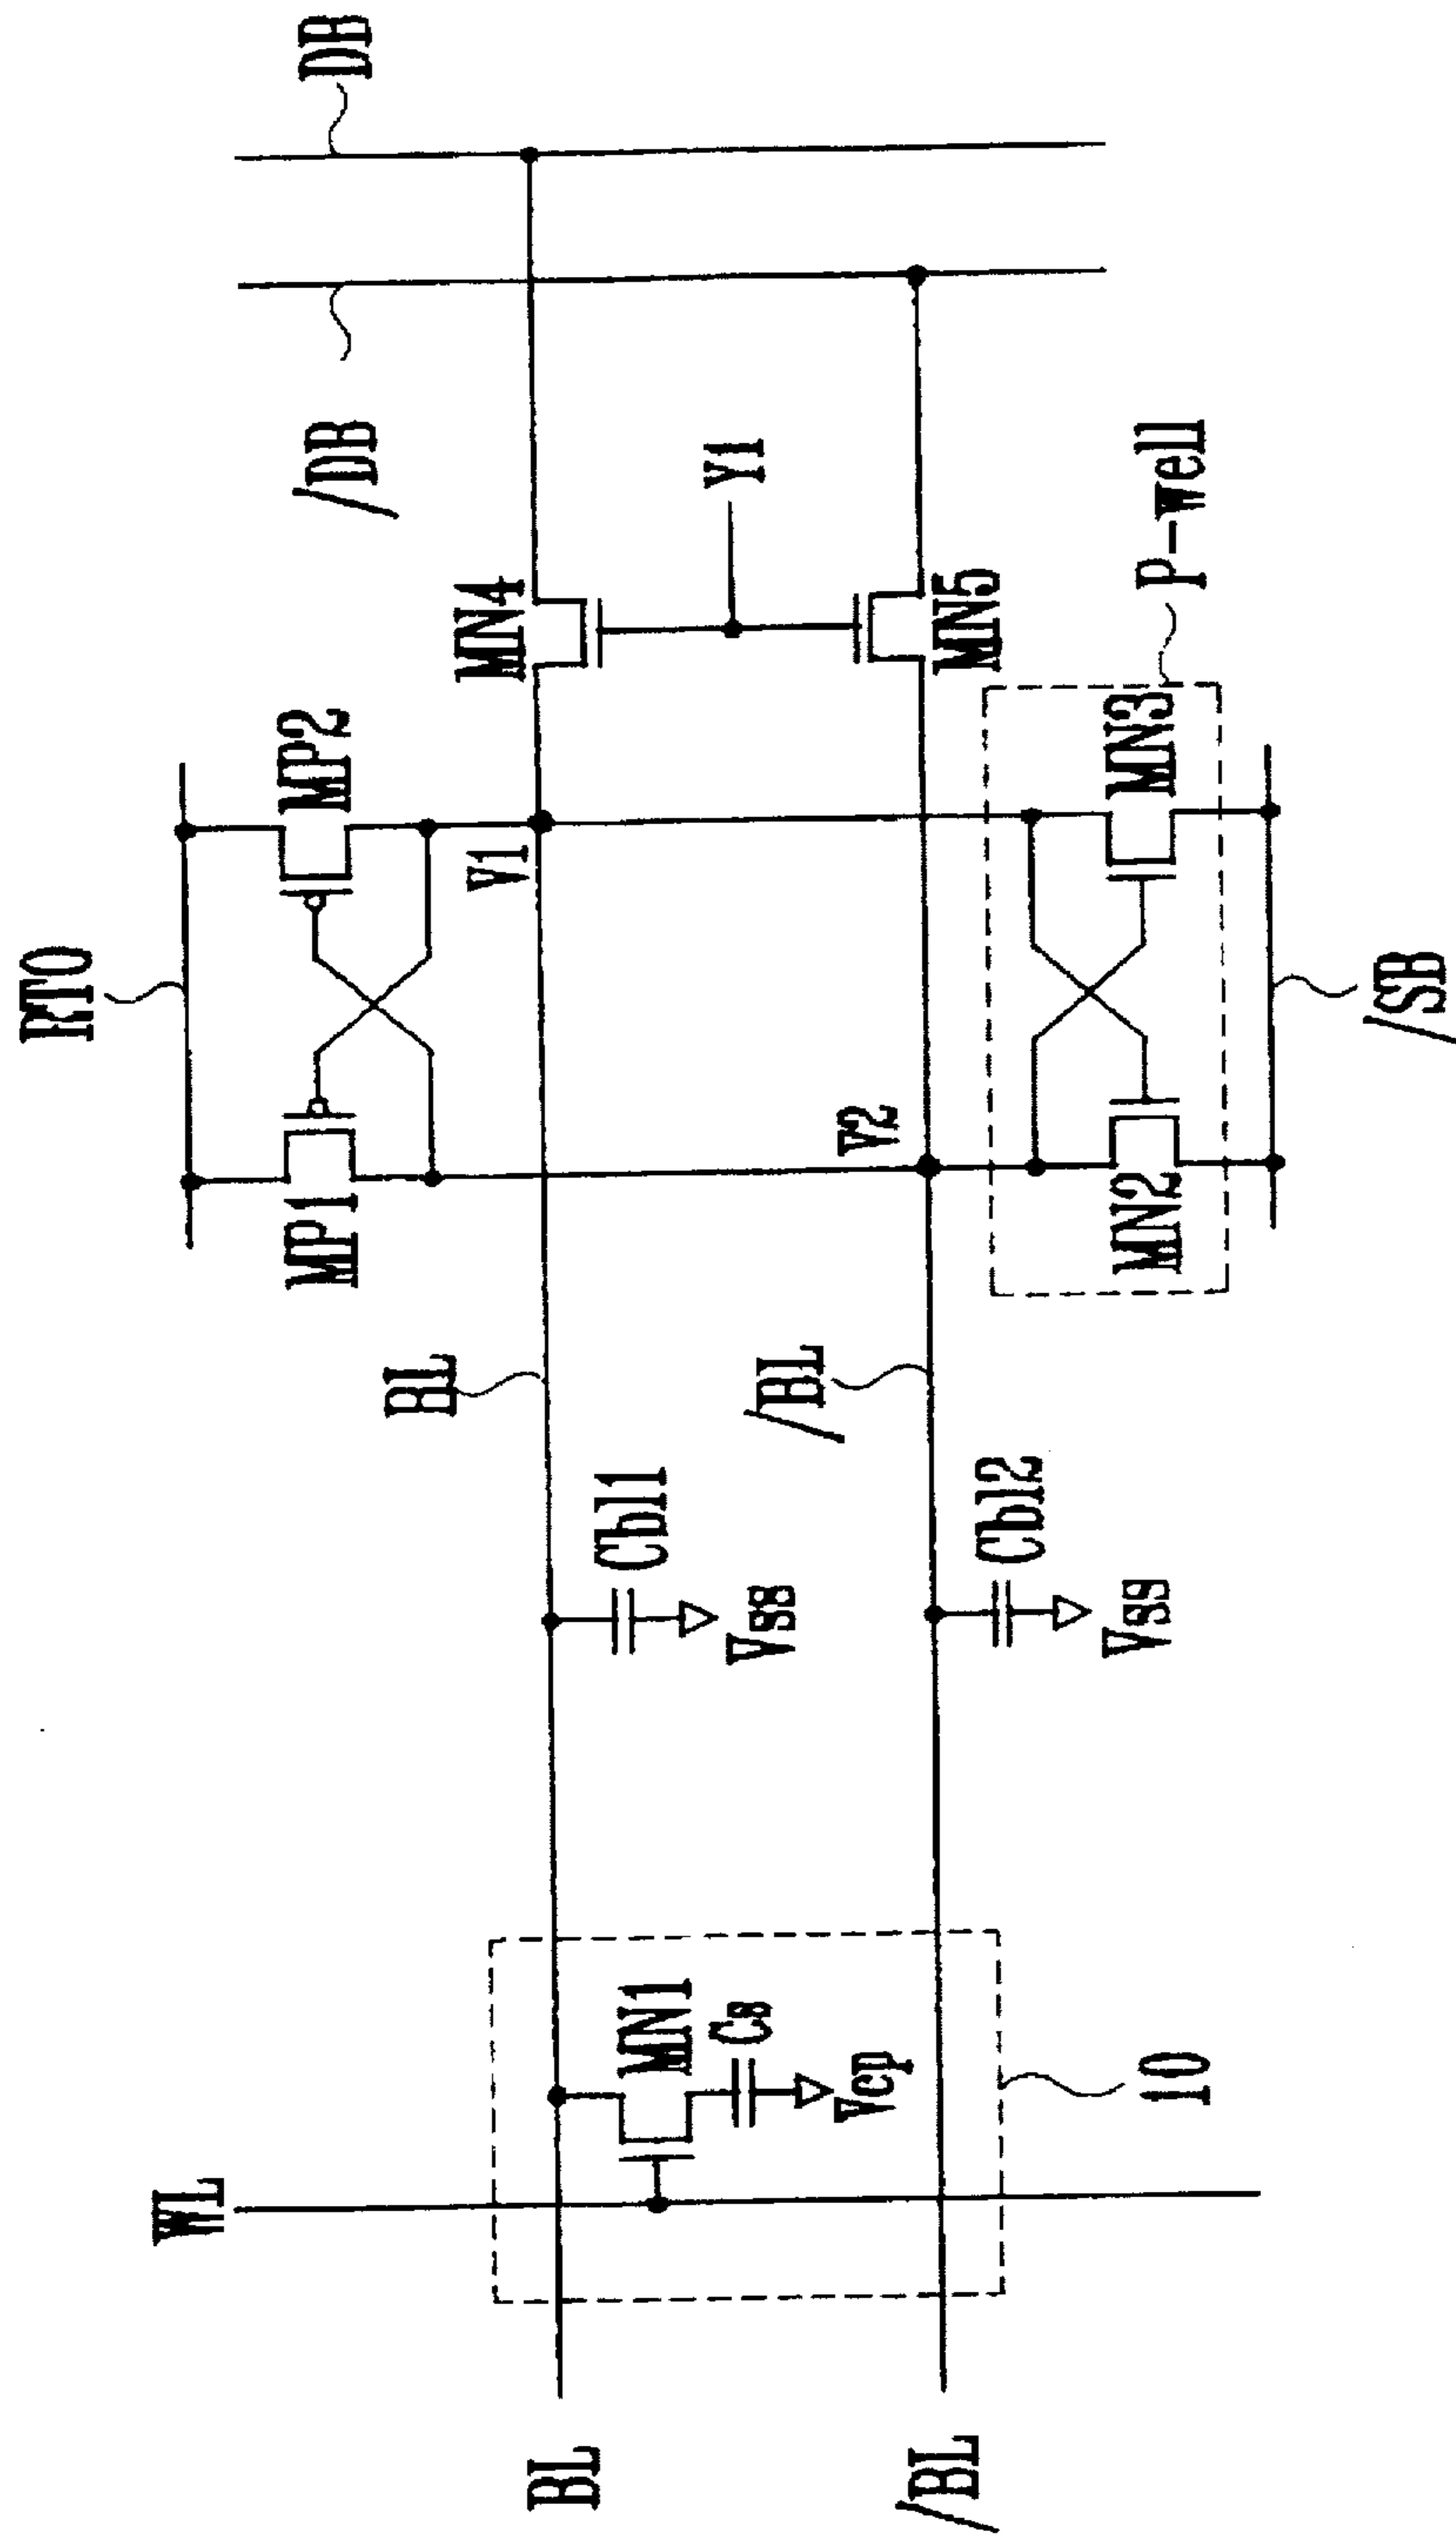 RTO
MP1
MP2
DB
/DB
BL
V1
MN4
Y1
WL
BL
MN1
Cs
Vcp
Cbl1
Vss
/BL
V2
MN5
/BL
10
Cbl2
Vss
MN2
MN3
P-well
/SB